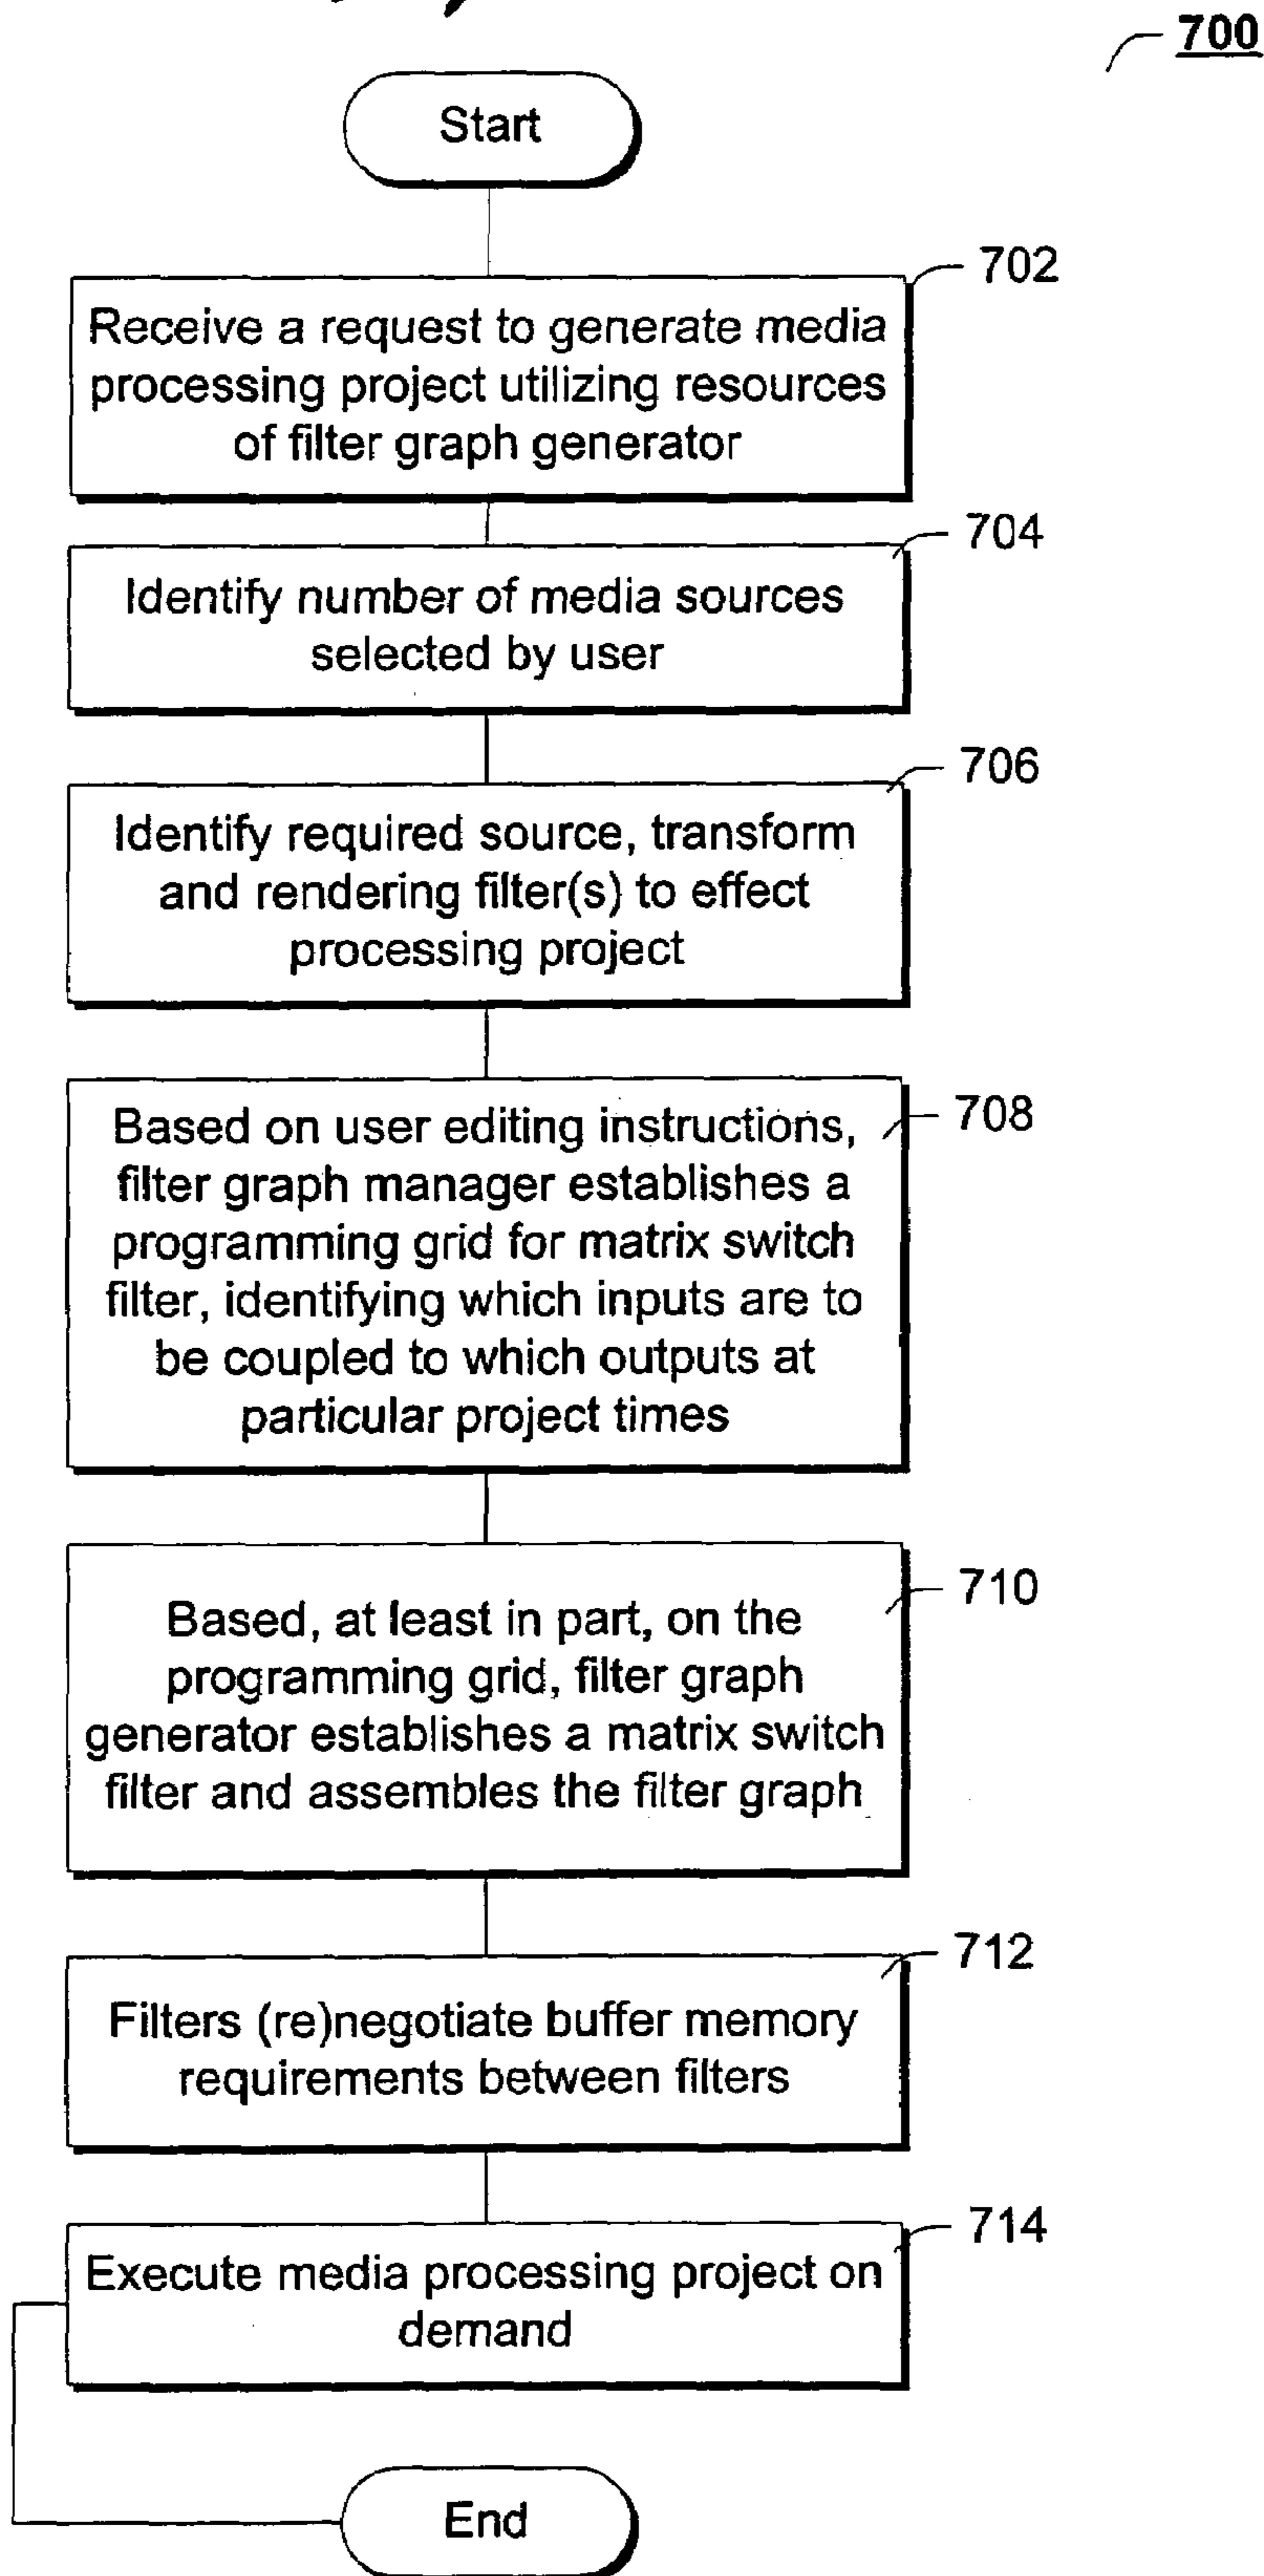 700
Start
702
Receive a request to generate media
processing project utilizing resources
of filter graph generator
704
Identify number of media sources
selected by user
706
Identify required source, transform
and rendering filter(s) to effect
processing project
708
Based on user editing instructions,
filter graph manager establishes a
programming grid for matrix switch
filter, identifying which inputs are to
be coupled to which outputs at
particular project times
710
Based, at least in part, on the
programming grid, filter graph
generator establishes a matrix switch
filter and assembles the filter graph
712
Filters (re)negotiate buffer memory
requirements between filters
714
Execute media processing project on
demand
End